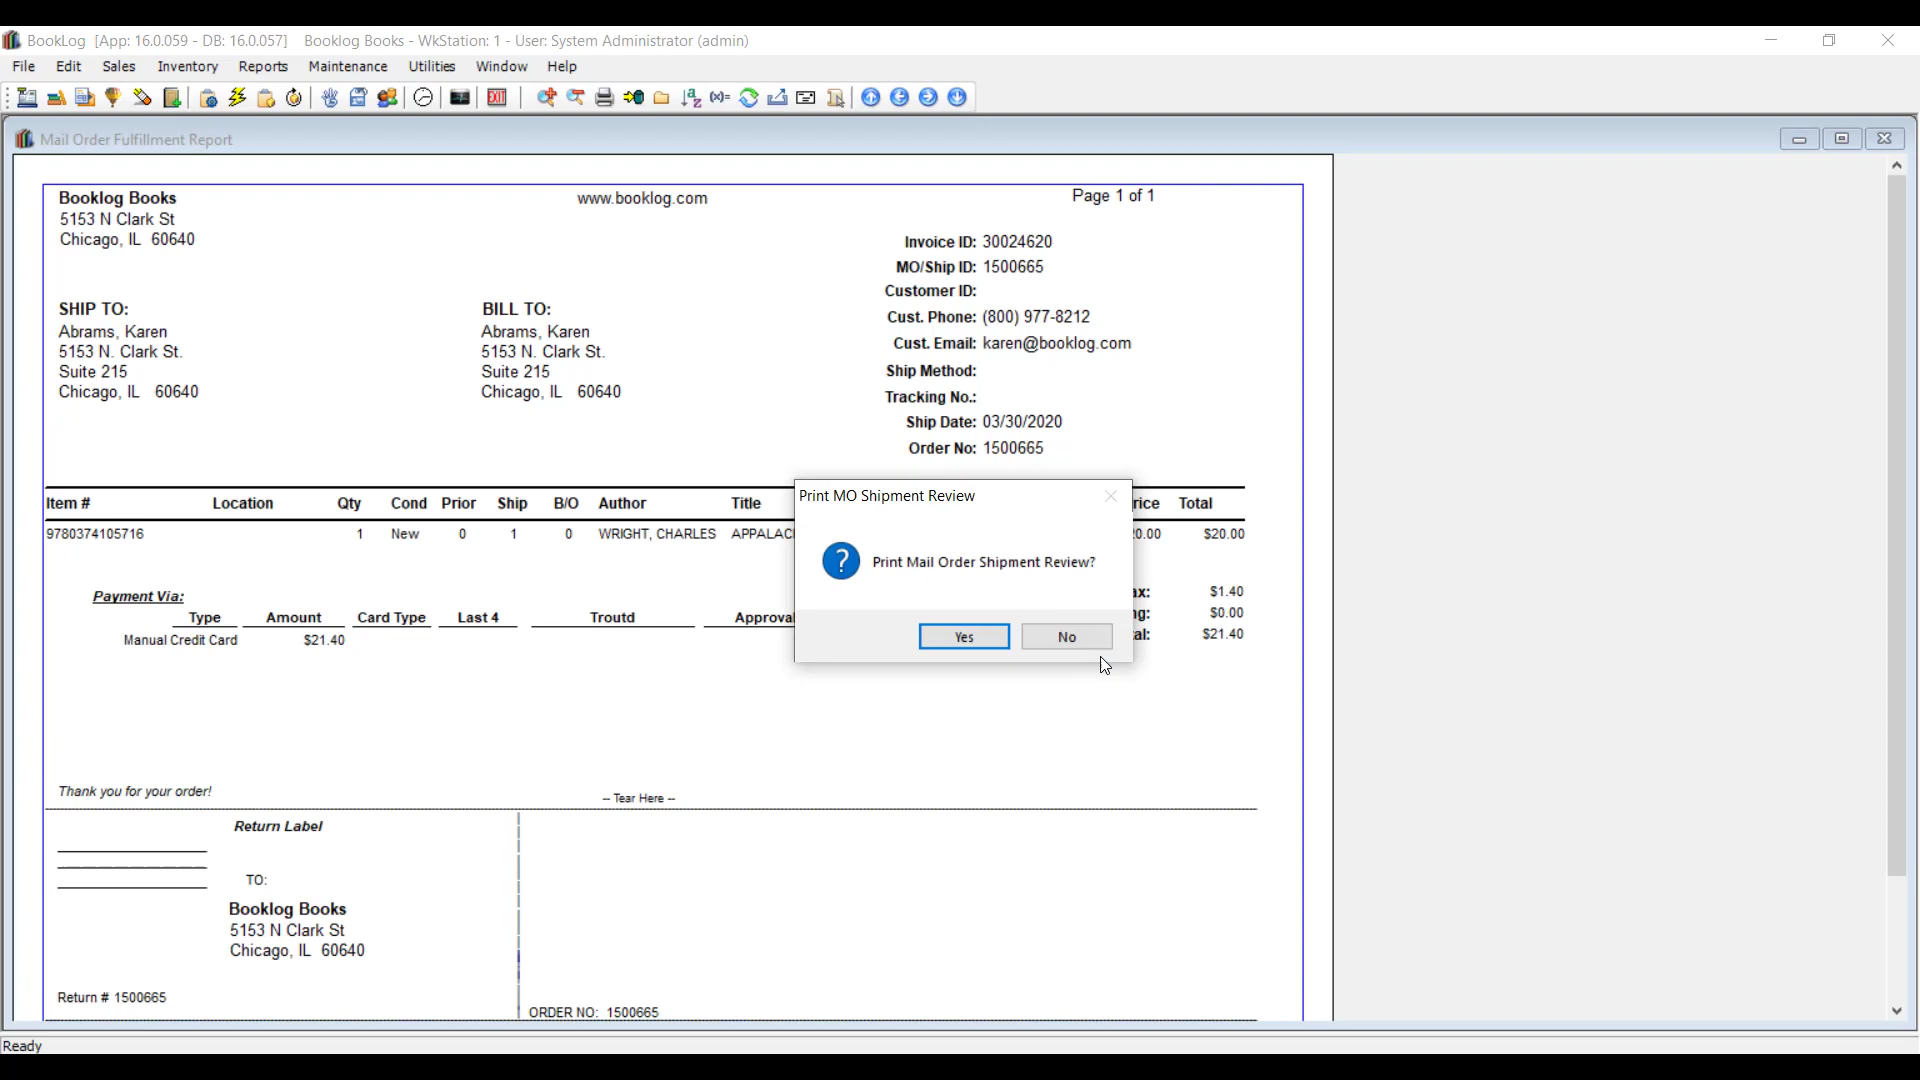 BookLog [App: 16.0.059 - DB: 16.0.057] Booklog Books - WkStation: 1 - User: System Administrator (admin)
File Edit Sales Inventory Reports Maintenance Utilities Window Help
EXIT
Mail Order Fulfillment Report
Booklog Books www.booklog.com Page 1 of 1
5153 N Clark St
Chicago, IL 60640
Invoice ID: 30024620
MO/Ship ID: 1500665
Customer ID:
SHIP TO: BILL TO:
Cust. Phone: (800) 977-8212
Abrams, Karen Abrams, Karen
Cust. Email: karen@booklog.com
5153 N. Clark St. 5153 N. Clark St.
Suite 215 Suite 215
Ship Method:
Chicago, IL 60640 Chicago, IL 60640
Tracking No.:
Ship Date: 03/30/2020
Order No: 1500665
Item # Location Qty Cond Prior Ship B/O Author Title rice Total
9780374105716 1 New 0 1 0 WRIGHT, CHARLES APPALAC 0.00 $20.00
Print MO Shipment Review
Print Mail Order Shipment Review?
Yes No
ax: $1.40
ng: $0.00
al: $21.40
Payment Via:
Type Amount Card Type Last 4 Troutd Approval
Manual Credit Card $21.40
Thank you for your order!
-- Tear Here --
Return Label
TO:
Booklog Books
5153 N Clark St
Chicago, IL 60640
Return # 1500665
ORDER NO: 1500665
Ready